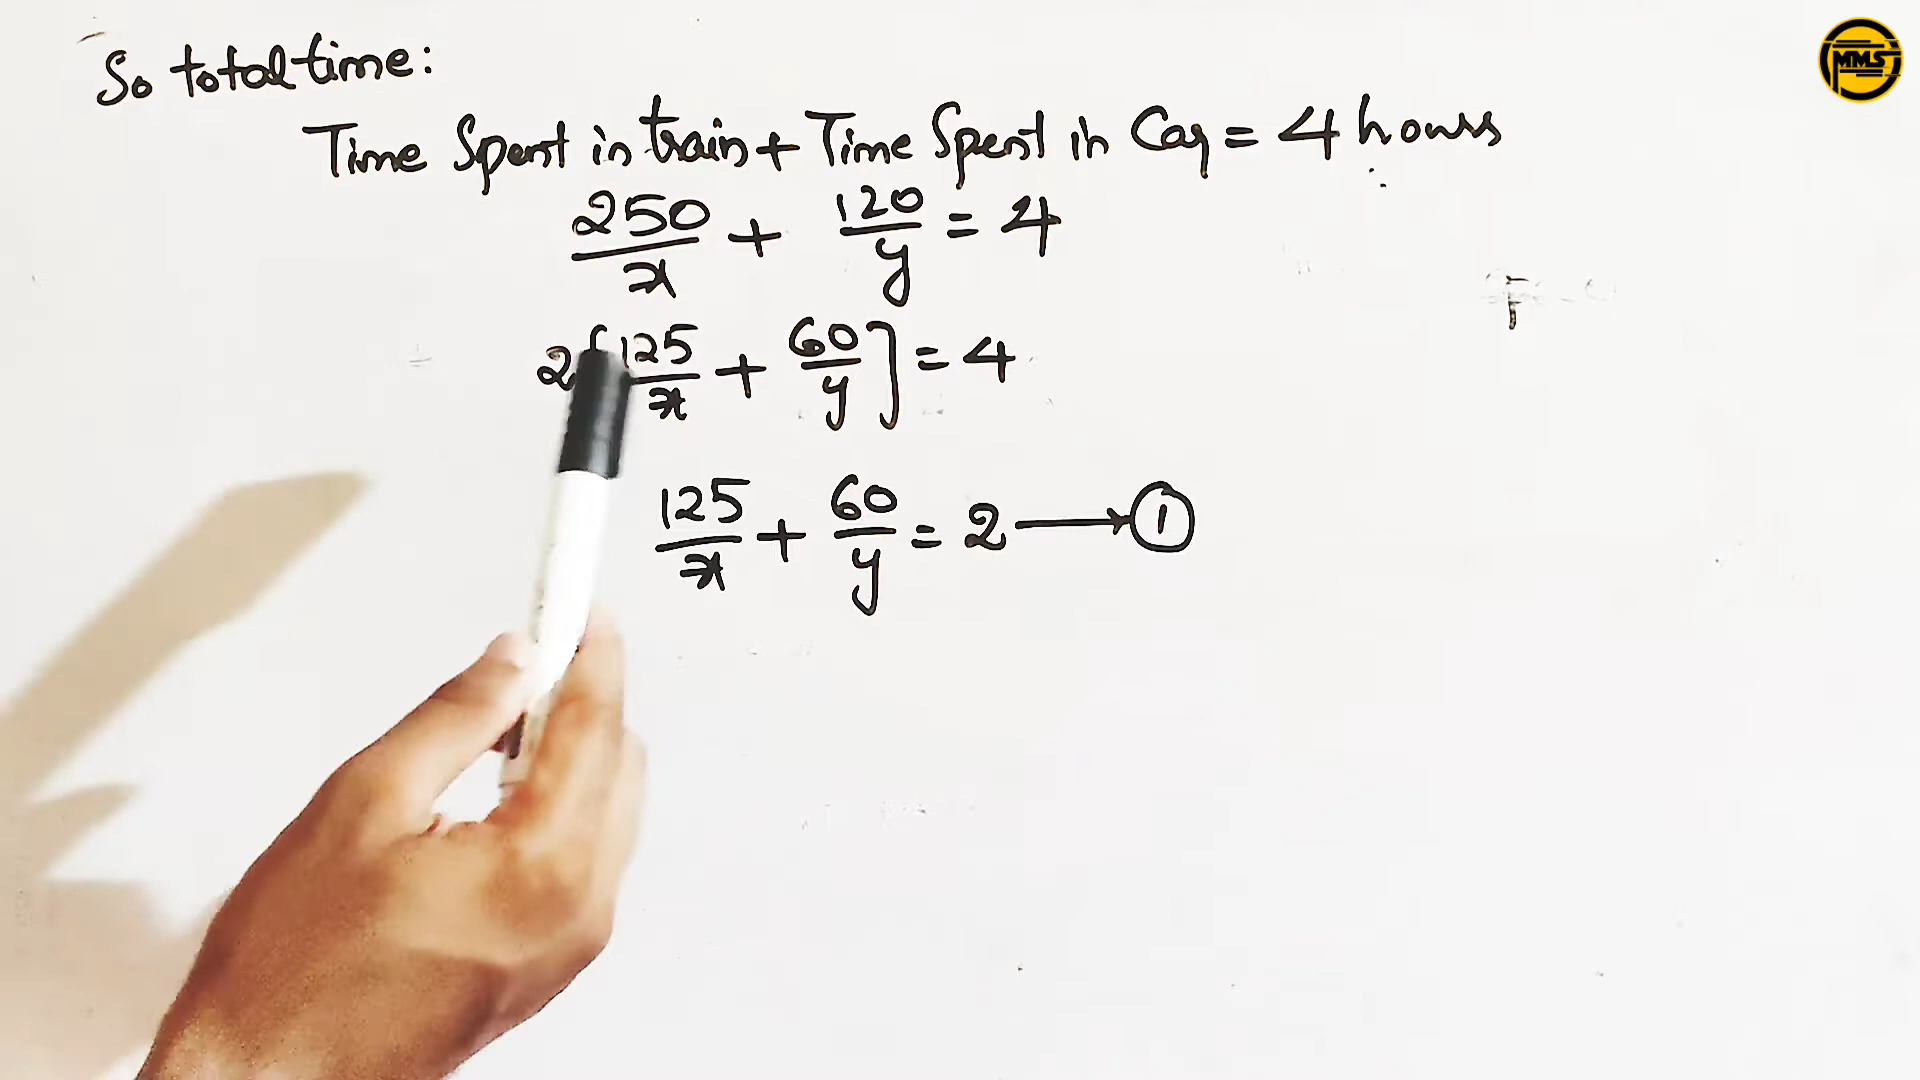 MMS
So total time:
Time Spent in train + Time Spent in Car = 4 hours
250/x + 120/y = 4
2[125/x + 60/y] = 4
125/x + 60/y = 2 → ①